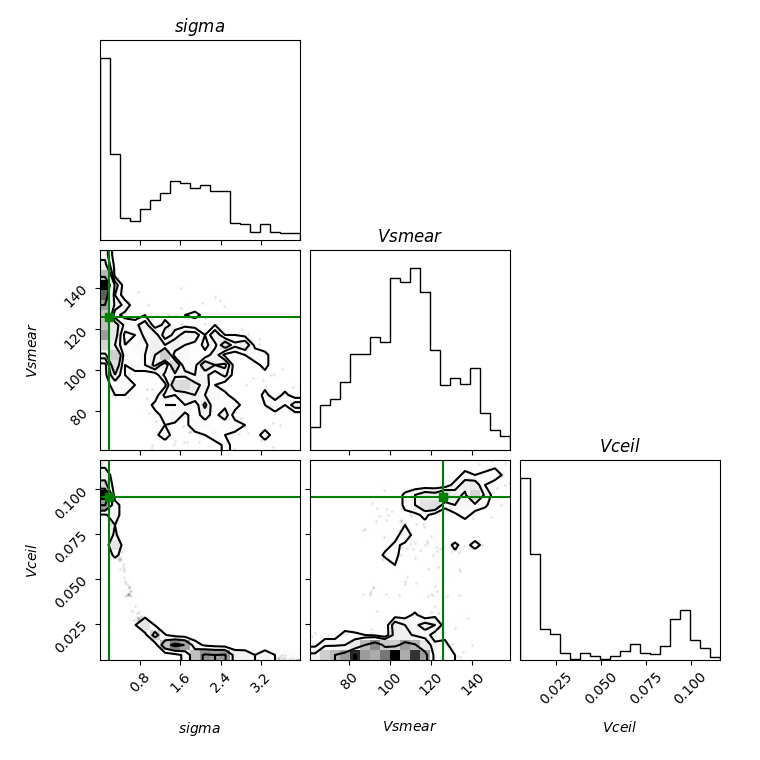 sigma
Vsmear
140
120
100
80
Vsmear
Vceil
0.100
0.075
0.050
0.025
Vceil
0.8 1.6 2.4 3.2
80 100 120 140
0.025 0.050 0.075 0.100
sigma Vsmear Vceil